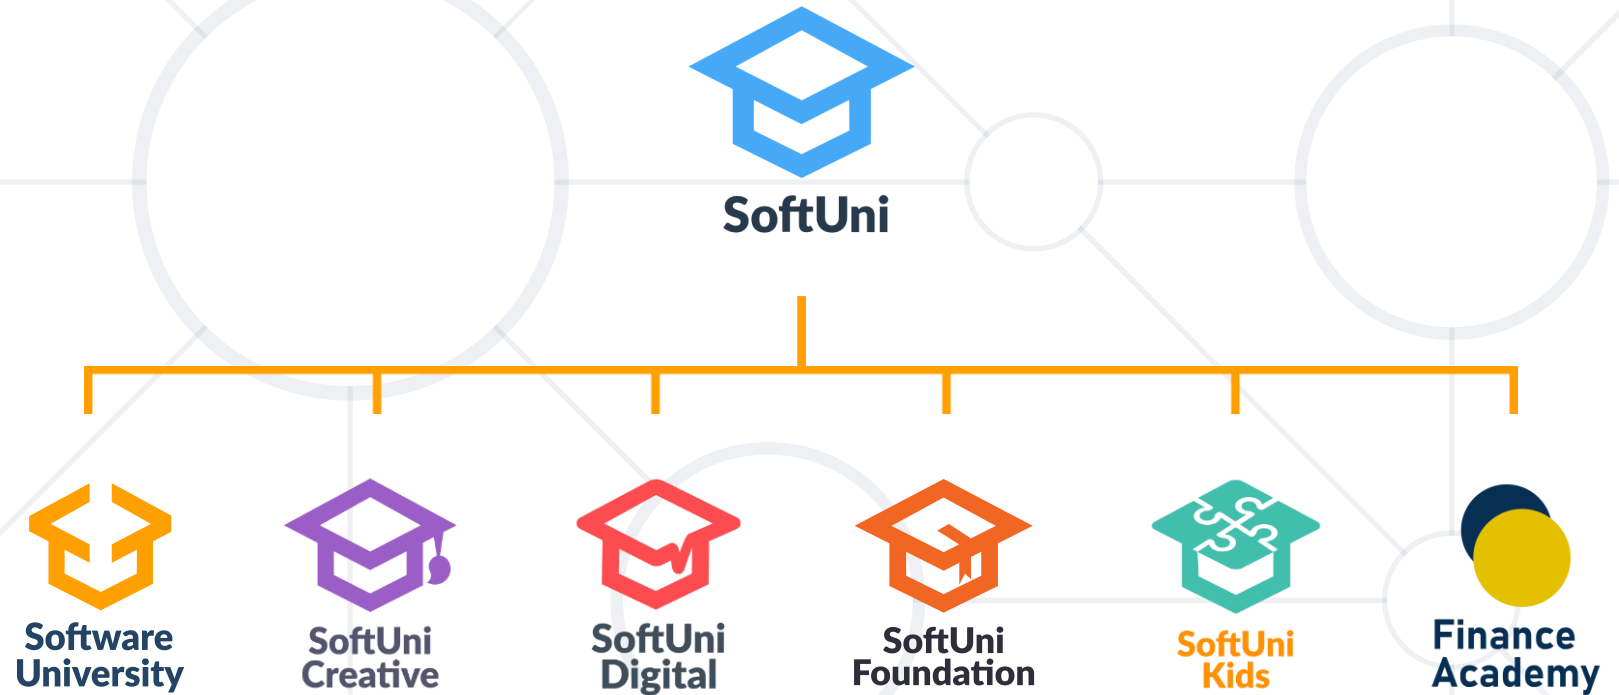 SoftUni
Software
University
SoftUni
Creative
SoftUni
Digital
SoftUni
Foundation
SoftUni
Kids
Finance
Academy